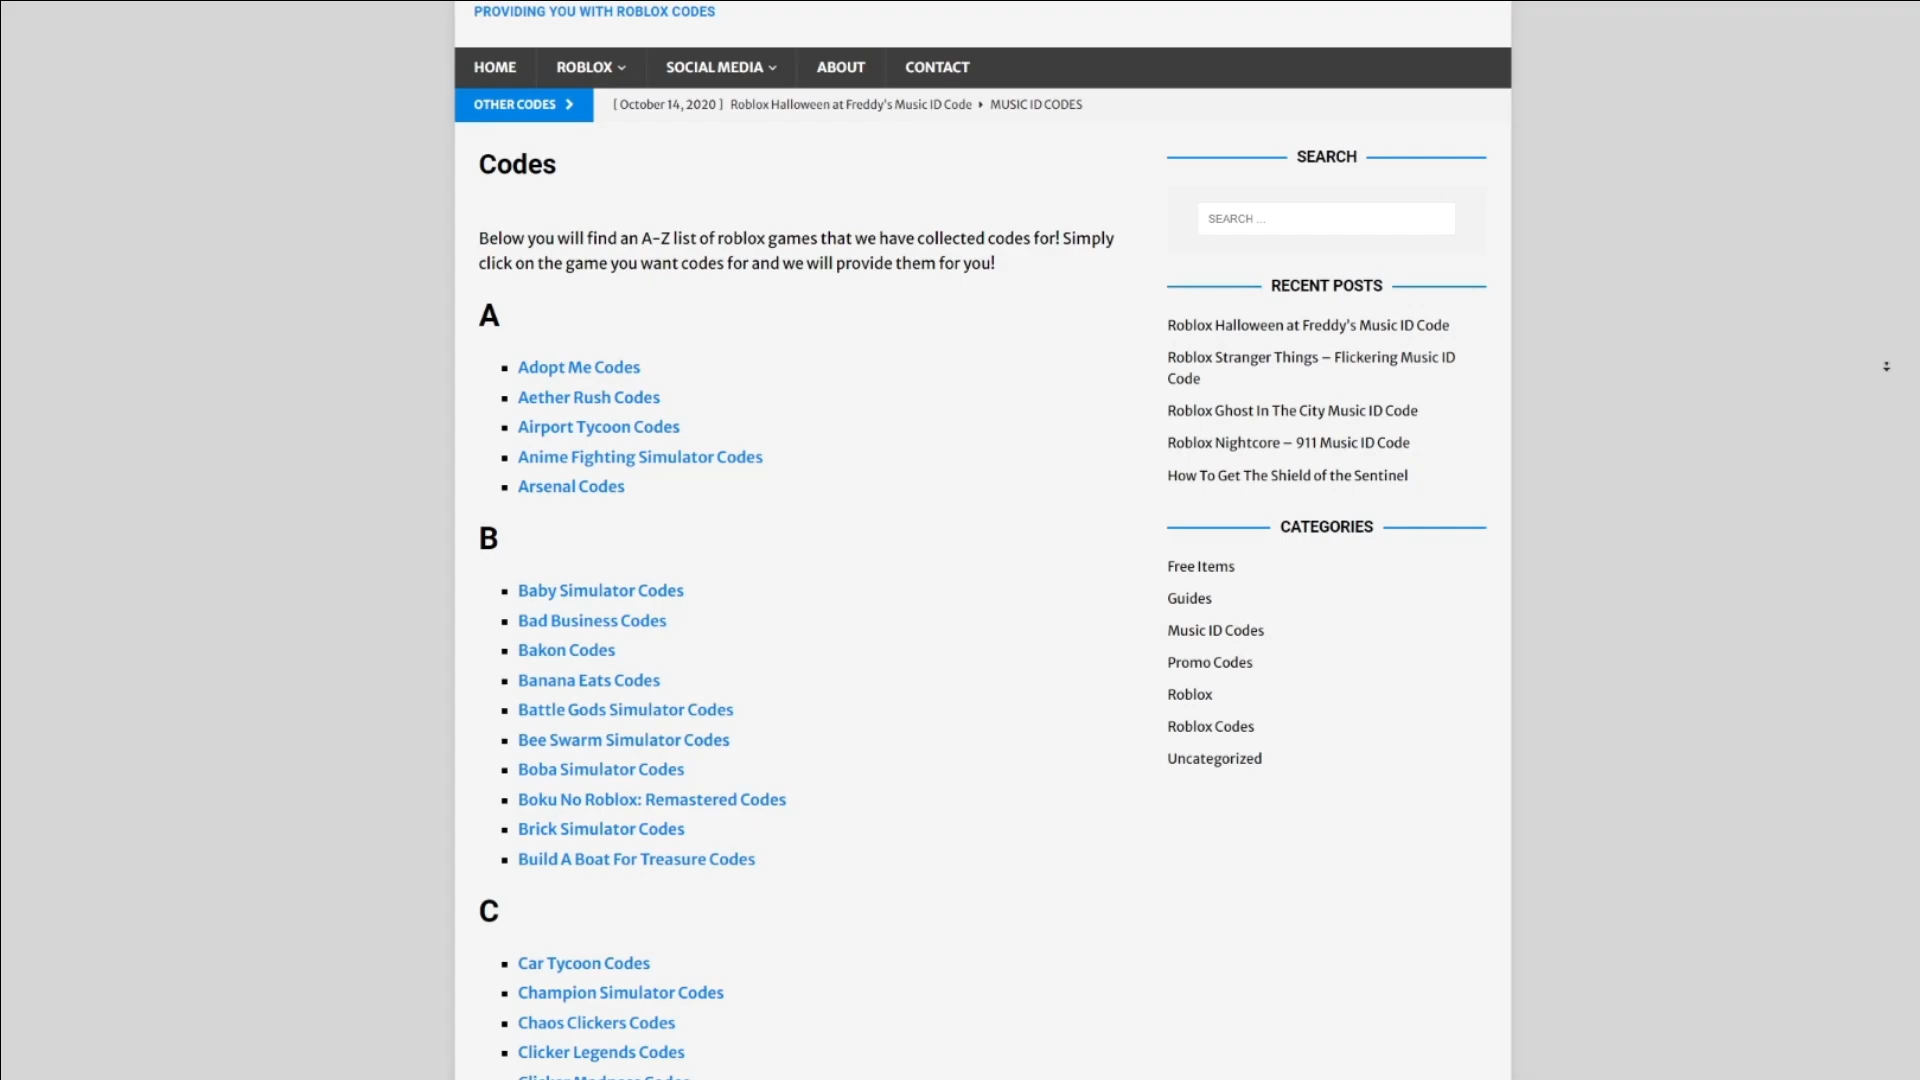 PROVIDING YOU WITH ROBLOX CODES
HOME ROBLOX SOCIAL MEDIA ABOUT CONTACT
OTHER CODES [ October 14, 2020 ] Roblox Halloween at Freddy's Music ID Code MUSIC ID CODES
Codes
Below you will find an A-Z list of roblox games that we have collected codes for! Simply
click on the game you want codes for and we will provide them for you!
A
Adopt Me Codes
Aether Rush Codes
Airport Tycoon Codes
Anime Fighting Simulator Codes
Arsenal Codes
B
Baby Simulator Codes
Bad Business Codes
Bakon Codes
Banana Eats Codes
Battle Gods Simulator Codes
Bee Swarm Simulator Codes
Boba Simulator Codes
Boku No Roblox: Remastered Codes
Brick Simulator Codes
Build A Boat For Treasure Codes
C
Car Tycoon Codes
Champion Simulator Codes
Chaos Clickers Codes
Clicker Legends Codes
Clicker Madness Codes
SEARCH
SEARCH ...
RECENT POSTS
Roblox Halloween at Freddy's Music ID Code
Roblox Stranger Things – Flickering Music ID
Code
Roblox Ghost In The City Music ID Code
Roblox Nightcore – 911 Music ID Code
How To Get The Shield of the Sentinel
CATEGORIES
Free Items
Guides
Music ID Codes
Promo Codes
Roblox
Roblox Codes
Uncategorized